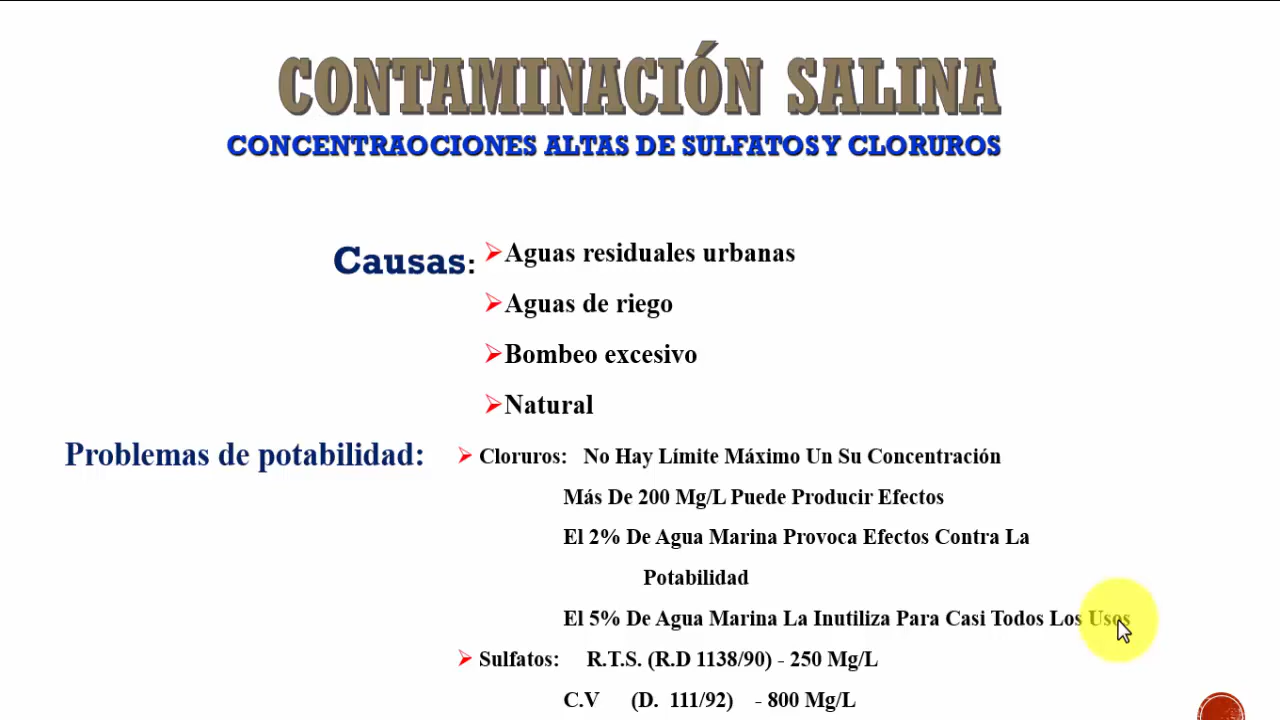 CONTAMINACIÓN SALINA
CONCENTRAOCIONES ALTAS DE SULFATOS Y CLORUROS
Causas:
Aguas residuales urbanas
Aguas de riego
Bombeo excesivo
Natural
Problemas de potabilidad:
Cloruros: No Hay Límite Máximo Un Su Concentración
Más De 200 Mg/L Puede Producir Efectos
El 2% De Agua Marina Provoca Efectos Contra La
Potabilidad
El 5% De Agua Marina La Inutiliza Para Casi Todos Los Usos
Sulfatos: R.T.S. (R.D 1138/90) - 250 Mg/L
C.V (D. 111/92) - 800 Mg/L